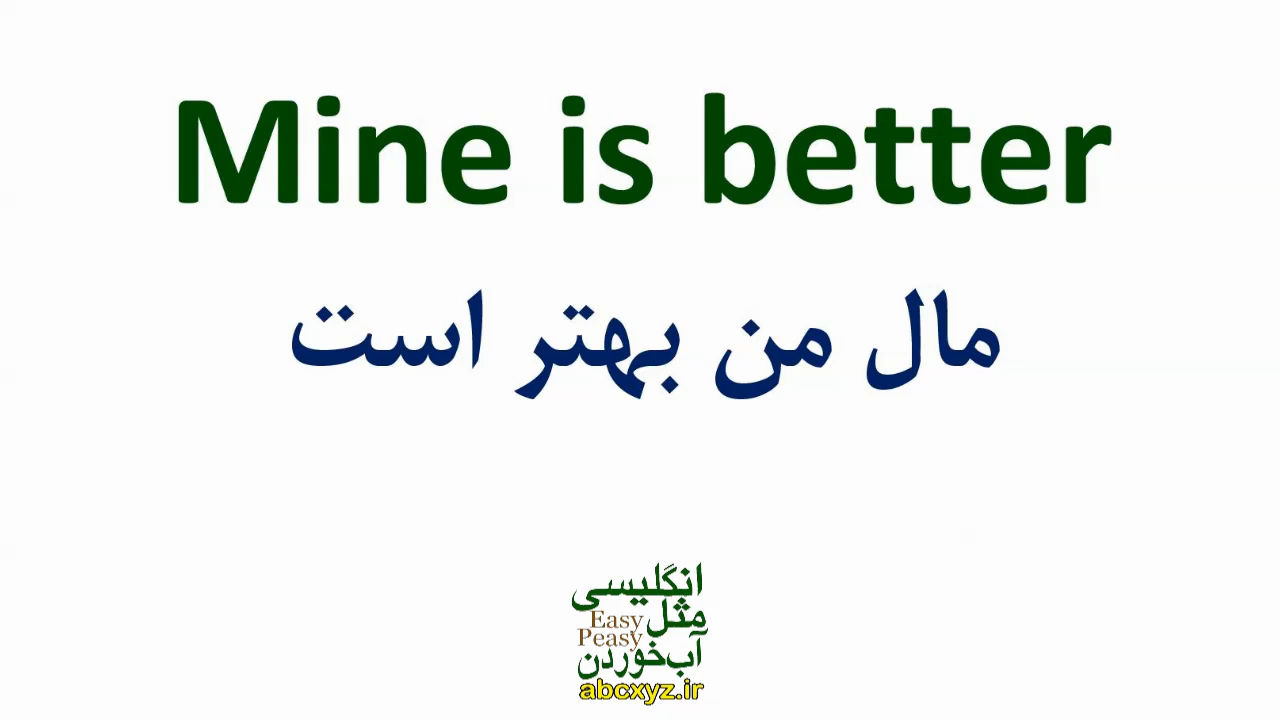 Mine is better
مال من بهتر است
انگلیسی
مثل Easy
Peasy
آب‌خوردن
abcxyz.ir